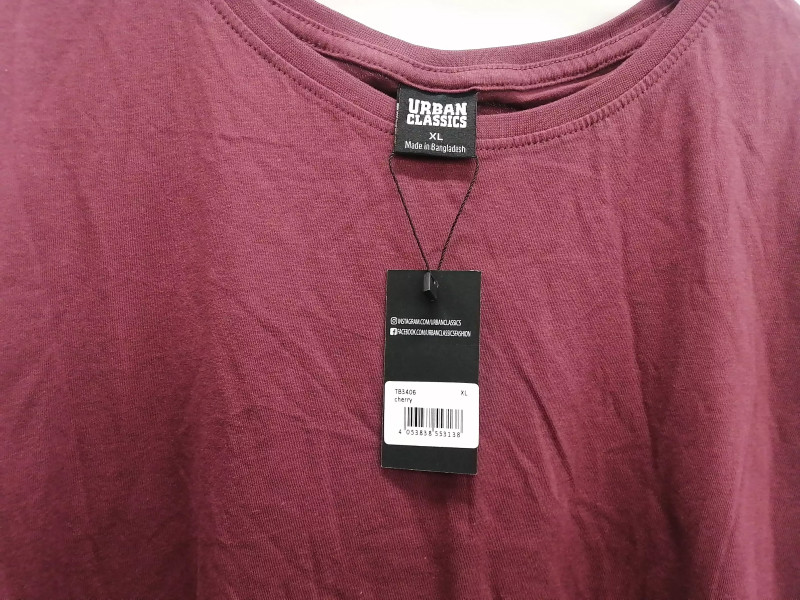 URBAN
CLASSICS
XL
Made in Bangladesh
INSTAGRAM.COM/URBANCLASSICS
FACEBOOK.COM/URBANCLASSICSFASHION
TB3406 XL
cherry
4 053838 553138